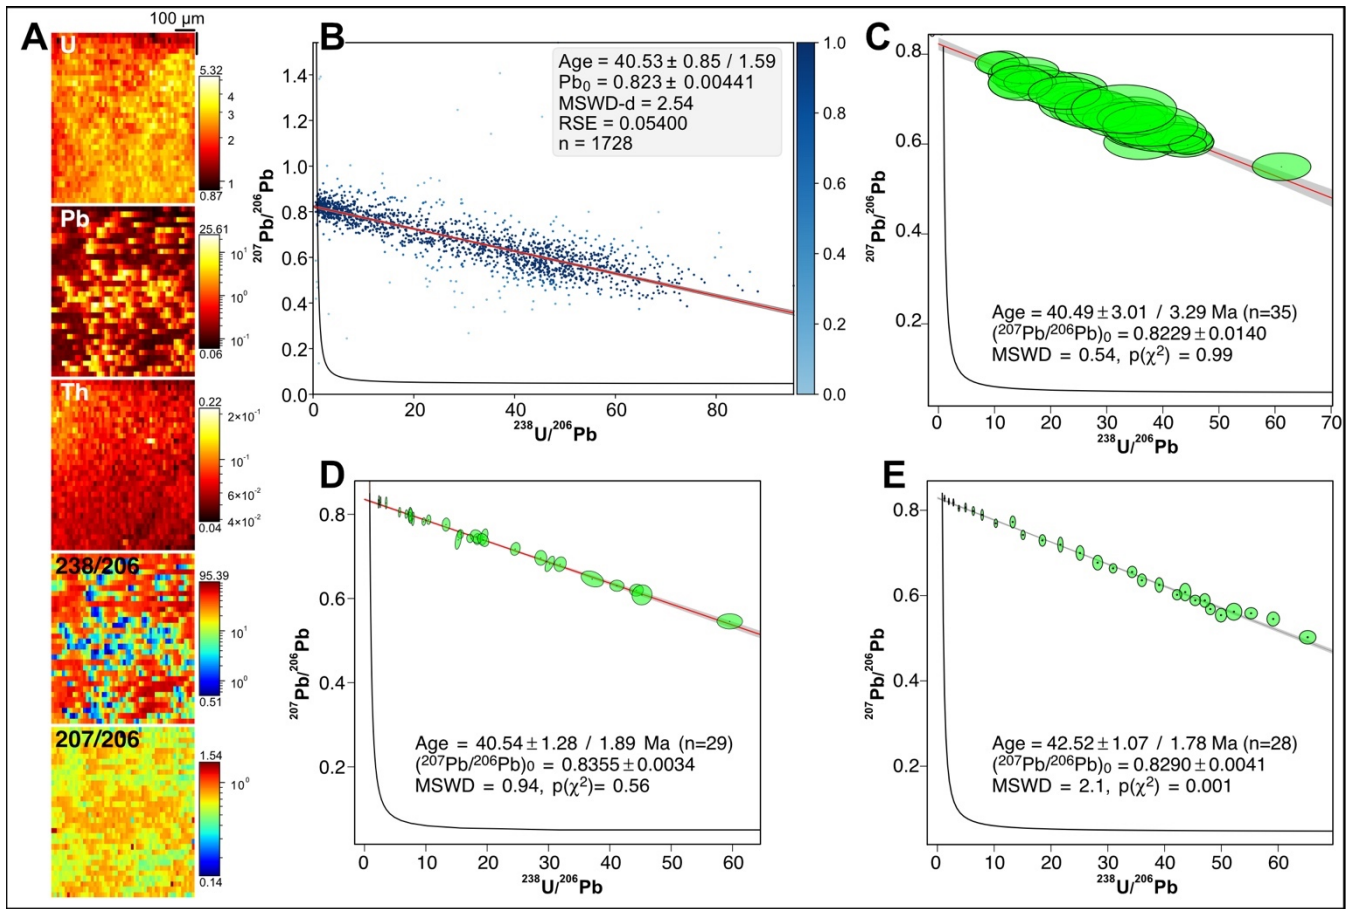 A
100 µm
U
5.32
4
3
2
1
0.87
Pb
25.61
10¹
10⁰
10⁻¹
0.06
Th
0.22
2×10⁻¹
10⁻¹
6×10⁻²
4×10⁻²
0.04
238/206
95.39
10¹
10⁰
0.51
207/206
1.54
10⁰
0.14
B
Age = 40.53 ± 0.85 / 1.59
Pb₀ = 0.823 ± 0.00441
MSWD-d = 2.54
RSE = 0.05400
n = 1728
1.4
1.2
1.0
0.8
0.6
0.4
0.2
0.0
²⁰⁷Pb/²⁰⁶Pb
0 20 40 60 80
²³⁸U/²⁰⁶Pb
1.0
0.8
0.6
0.4
0.2
0.0
C
0.8
0.6
0.4
0.2
²⁰⁷Pb/²⁰⁶Pb
Age = 40.49 ± 3.01 / 3.29 Ma (n=35)
(²⁰⁷Pb/²⁰⁶Pb)₀ = 0.8229 ± 0.0140
MSWD = 0.54, p(χ²) = 0.99
0 10 20 30 40 50 60 70
²³⁸U/²⁰⁶Pb
D
0.8
0.6
0.4
0.2
²⁰⁷Pb/²⁰⁶Pb
Age = 40.54 ± 1.28 / 1.89 Ma (n=29)
(²⁰⁷Pb/²⁰⁶Pb)₀ = 0.8355 ± 0.0034
MSWD = 0.94, p(χ²)= 0.56
0 10 20 30 40 50 60
²³⁸U/²⁰⁶Pb
E
0.8
0.6
0.4
0.2
²⁰⁷Pb/²⁰⁶Pb
Age = 42.52 ± 1.07 / 1.78 Ma (n=28)
(²⁰⁷Pb/²⁰⁶Pb)₀ = 0.8290 ± 0.0041
MSWD = 2.1, p(χ²) = 0.001
0 10 20 30 40 50 60
²³⁸U/²⁰⁶Pb